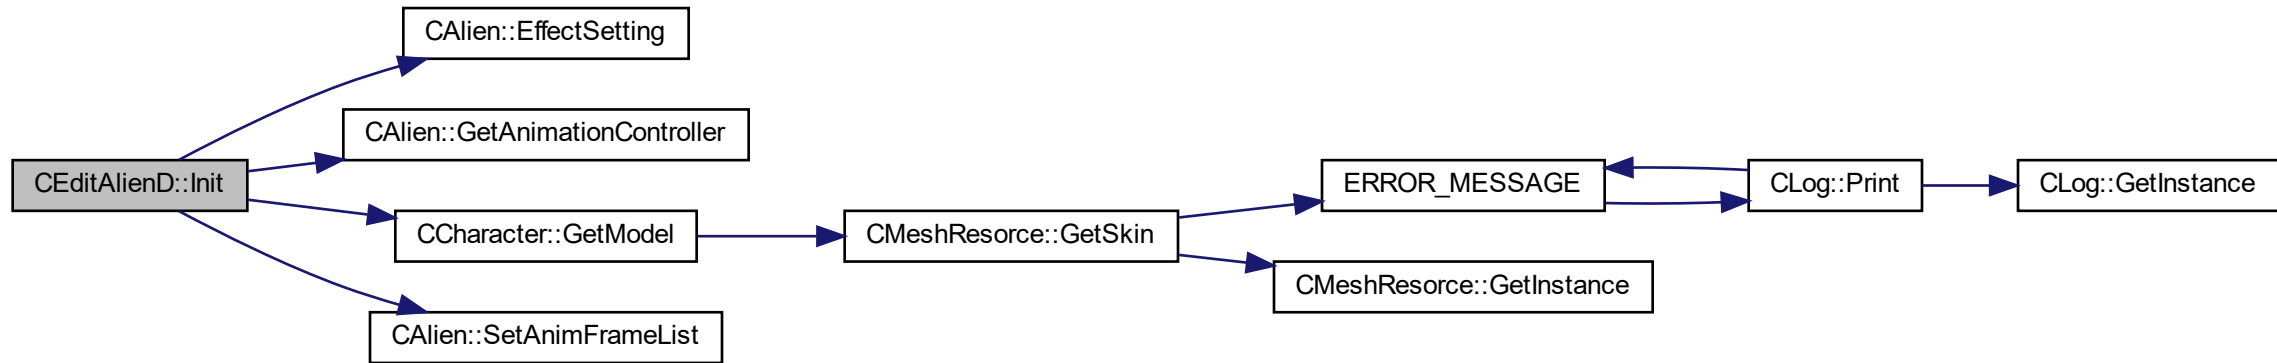 CAlien::EffectSetting
CAlien::GetAnimationController
CEditAlienD::Init
ERROR_MESSAGE
CLog::Print
CLog::GetInstance
CCharacter::GetModel
CMeshResorce::GetSkin
CMeshResorce::GetInstance
CAlien::SetAnimFrameList